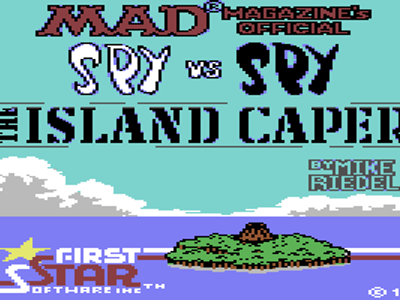 MAD® MAGAZINE's
OFFICIAL
SPY vs SPY
THE ISLAND CAPER
BY MIKE
RIEDEL
FIRST
STAR
SOFTWARE INC™
© 1